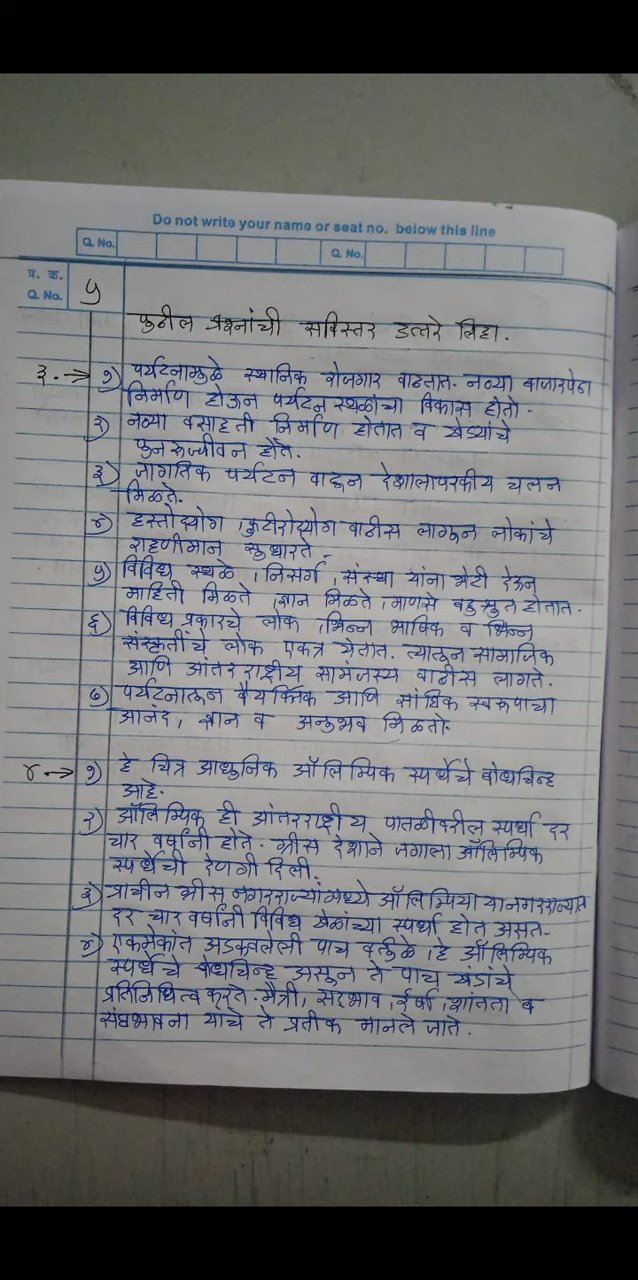 Do not write your name or seat no. below this line
Q. No. Q. No.
प्र. क्र.
Q. No. ५
पुढील प्रश्नांची सविस्तर उत्तरे लिहा.
३. → १) पर्यटनामुळे स्थानिक रोजगार वाढतात. नव्या बाजारपेठा
निर्माण होऊन पर्यटन स्थळांचा विकास होतो.
२) नव्या वसाहती निर्माण होतात व खेड्यांचे
पुनरुज्जीवन होते.
३) जागतिक पर्यटन वाढून देशाला परकीय चलन
मिळते.
४) हस्तोद्योग, कुटीरोद्योग वाढीस लागून लोकांचे
राहणीमान सुधारते.
५) विविध स्थळे, निसर्ग, संस्था यांना भेटी देऊन
माहिती मिळते, ज्ञान मिळते, माणसे बहुश्रुत होतात.
६) विविध प्रकारचे लोक, भिन्न भाषिक व भिन्न
संस्कृतींचे लोक एकत्र येतात. त्यातून सामाजिक
आणि आंतरराष्ट्रीय सामंजस्य वाढीस लागते.
७) पर्यटनातून वैयक्तिक आणि सांघिक स्वरूपाचा
आनंद, ज्ञान व अनुभव मिळतो.
४ → १) हे चित्र आधुनिक ऑलिम्पिक स्पर्धेचे बोधचिन्ह
आहे.
२) ऑलिम्पिक ही आंतरराष्ट्रीय पातळीवरील स्पर्धा दर
चार वर्षांनी होते. ग्रीस देशाने जगाला ऑलिम्पिक
स्पर्धेची देणगी दिली.
३) प्राचीन ग्रीस नगरराज्यांमध्ये ऑलिम्पिया या नगरराज्यात
दर चार वर्षांनी विविध खेळांच्या स्पर्धा होत असत.
४) एकमेकांत अडकवलेली पाच वर्तुळे, हे ऑलिम्पिक
स्पर्धेचे बोधचिन्ह असून ते पाच खंडांचे
प्रतिनिधित्व करते. मैत्री, सद्भाव, ईर्षा, शांतता व
संघभावना याचे ते प्रतीक मानले जाते.